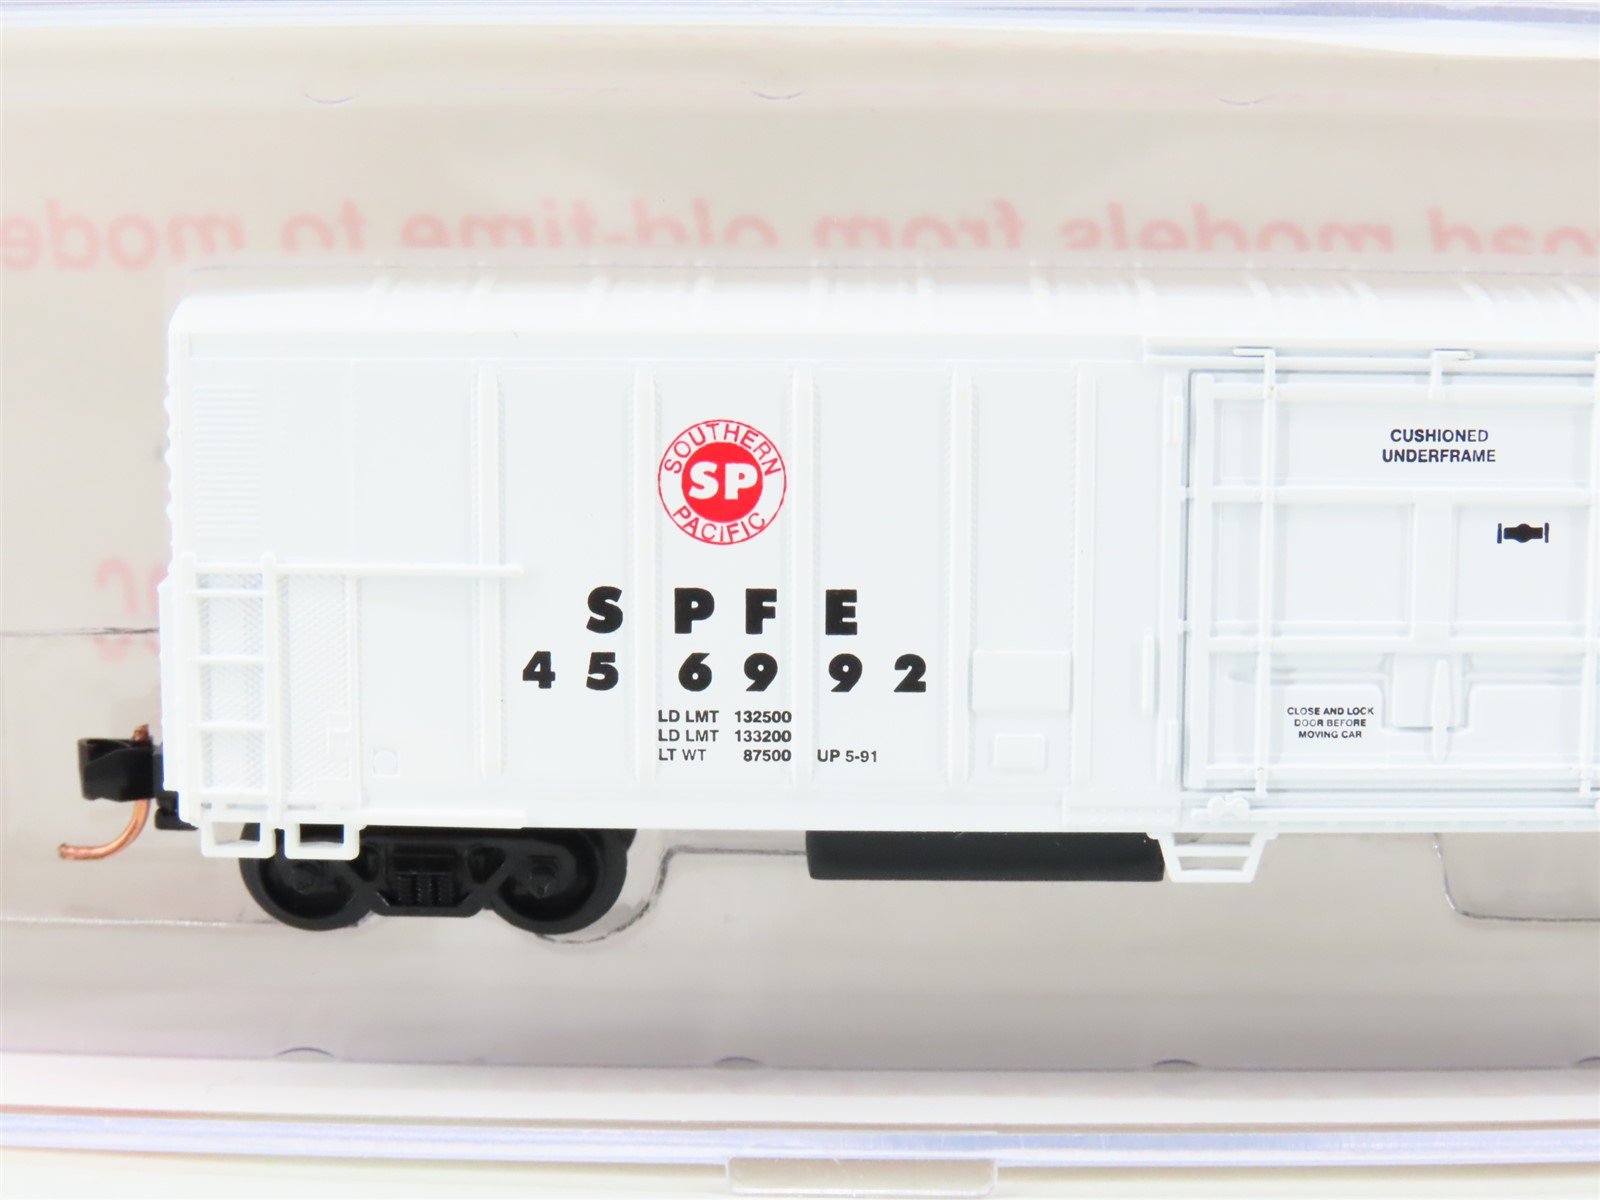 road models from old-time to mode
SOUTHERN
SP
PACIFIC
CUSHIONED
UNDERFRAME
SPFE
456992
LD LMT 132500
LD LMT 133200
LT WT 87500 UP 5-91
CLOSE AND LOCK
DOOR BEFORE
MOVING CAR